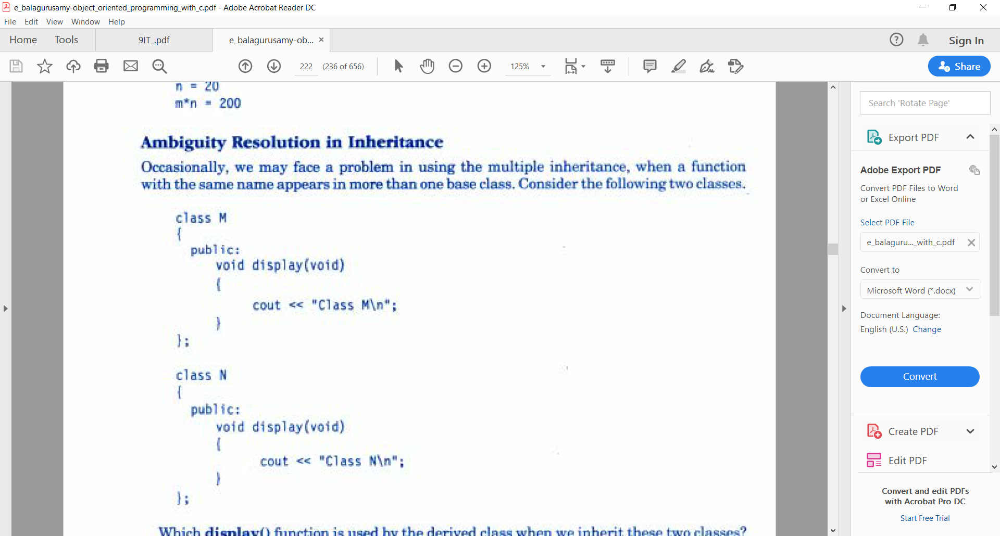 e_balagurusamy-object_oriented_programming_with_c.pdf - Adobe Acrobat Reader DC
File Edit View Window Help
Home Tools 9IT_.pdf e_balagurusamy-ob... ×
? Sign In
222 (236 of 656) 125% Share
n = 20
m*n = 200
Ambiguity Resolution in Inheritance
Occasionally, we may face a problem in using the multiple inheritance, when a function
with the same name appears in more than one base class. Consider the following two classes.
class M
{
public:
void display(void)
{
cout << "Class M\n";
}
};
class N
{
public:
void display(void)
{
cout << "Class N\n";
}
};
Which display() function is used by the derived class when we inherit these two classes?
Search 'Rotate Page'
Export PDF
Adobe Export PDF
Convert PDF Files to Word
or Excel Online
Select PDF File
e_balaguru..._with_c.pdf
Convert to
Microsoft Word (*.docx)
Document Language:
English (U.S.) Change
Convert
Create PDF
Edit PDF
Convert and edit PDFs
with Acrobat Pro DC
Start Free Trial